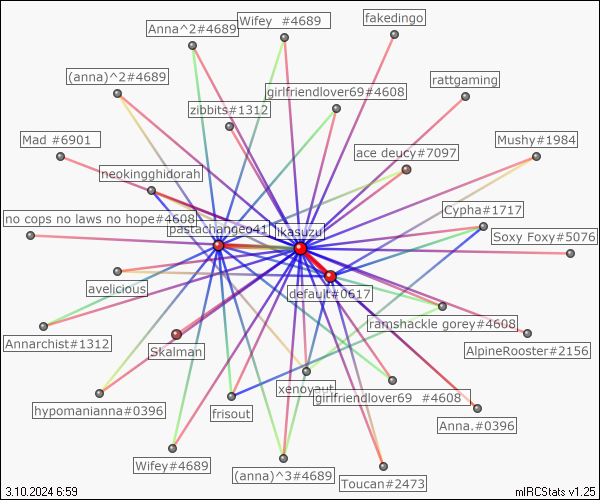 fakedingo
Wifey  #4689
Anna^2#4689
(anna)^2#4689
rattgaming
girlfriendlover69#4608
zibbits#1312
Mad #6901
Mushy#1984
ace deucy#7097
neokingghidorah
Cypha#1717
no cops no laws no hope#4608
pastachangeo41
jikasuzu
Soxy Foxy#5076
avelicious
default#0617
ramshackle gorey#4608
Annarchist#1312
Skalman
AlpineRooster#2156
xenoyaut
girlfriendlover69  #4608
hypomanianna#0396
frisout
Anna.#0396
Wifey#4689
(anna)^3#4689
Toucan#2473
3.10.2024 6:59
mIRCStats v1.25